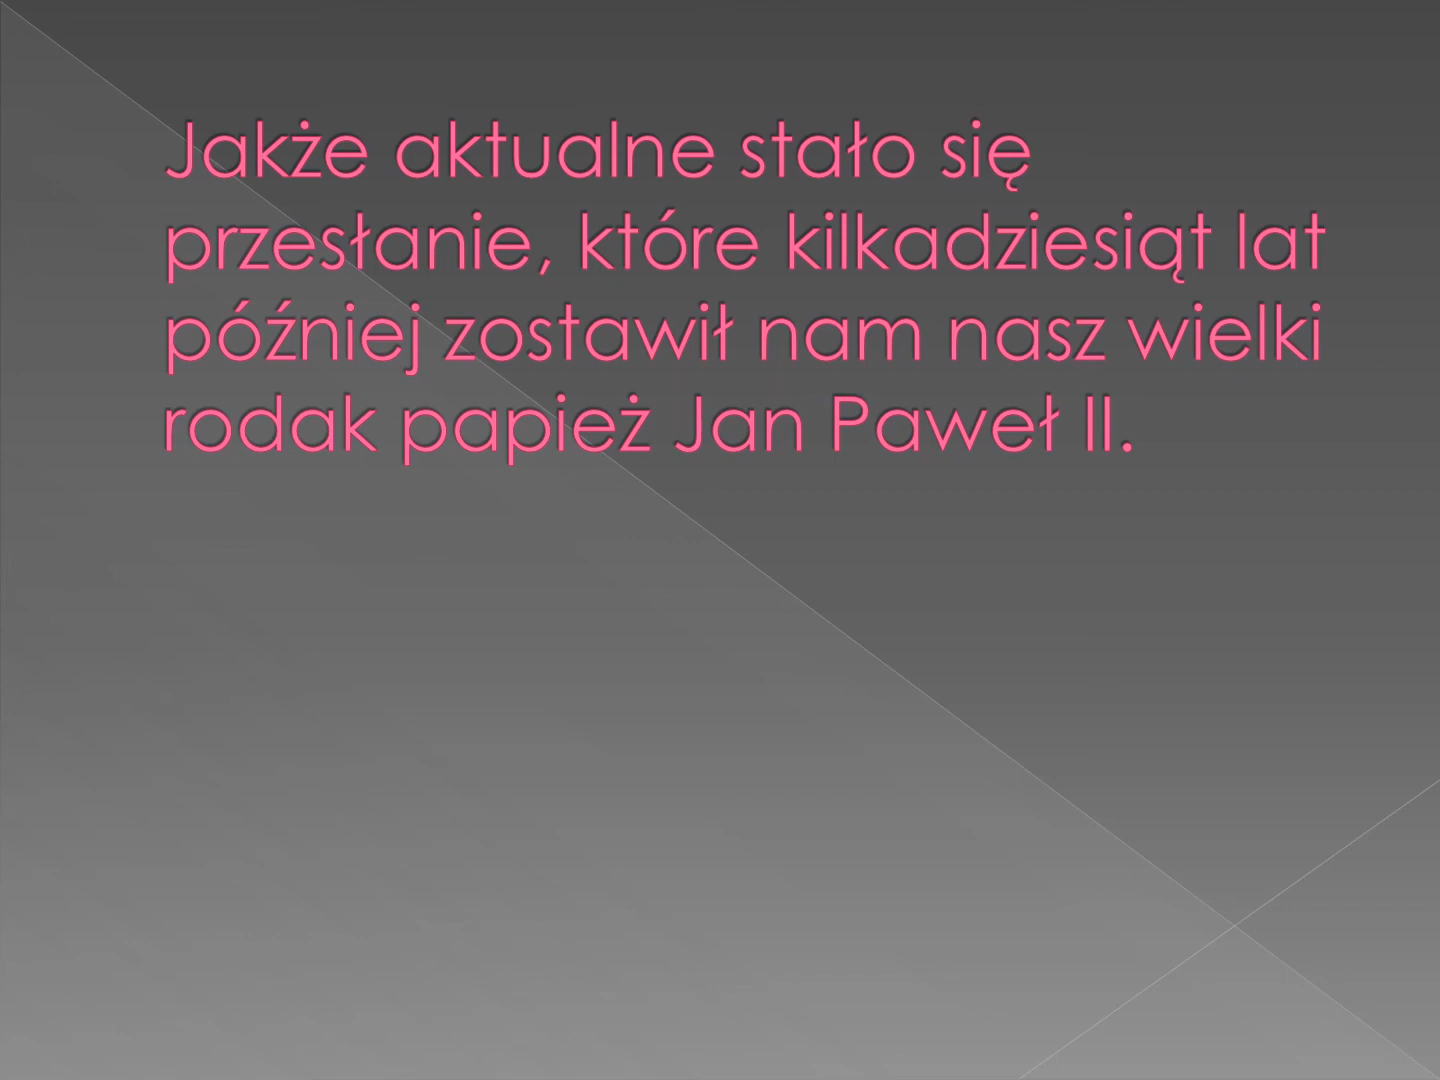 Jakże aktualne stało się
przesłanie, które kilkadziesiąt lat
później zostawił nam nasz wielki
rodak papież Jan Paweł II.